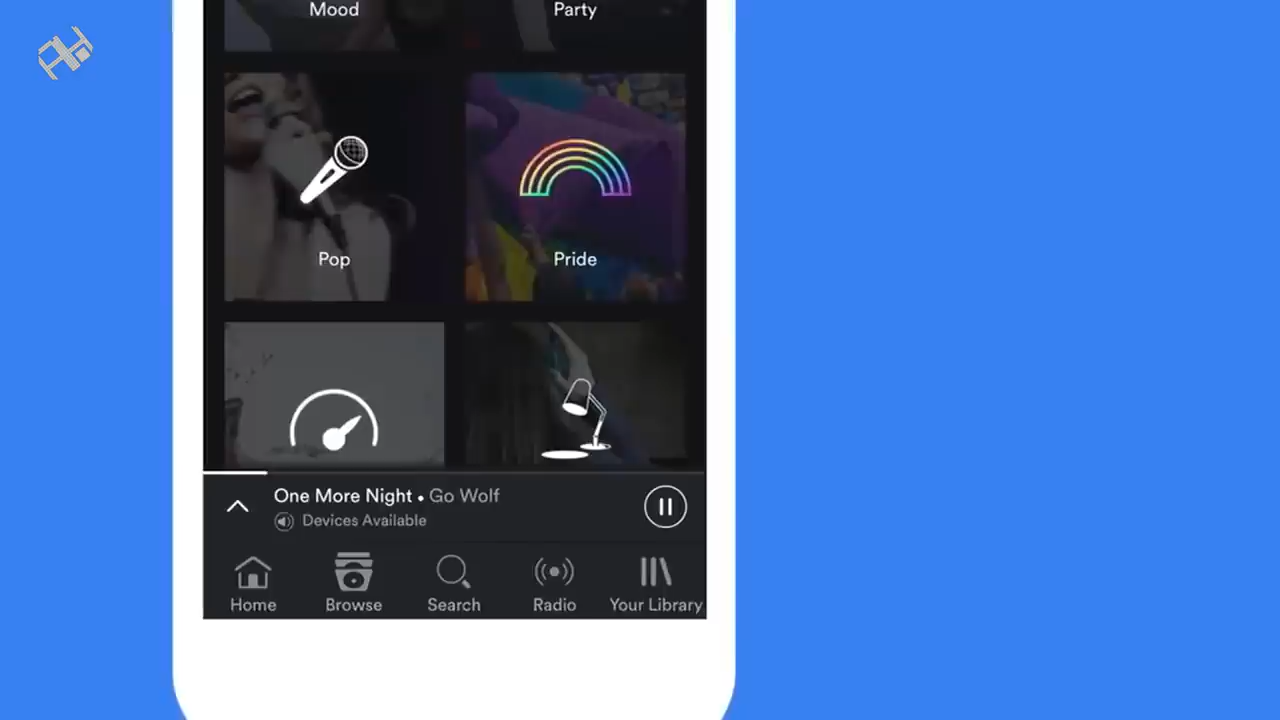 Mood
Party
Pop
Pride
One More Night • Go Wolf
Devices Available
Home
Browse
Search
Radio
Your Library